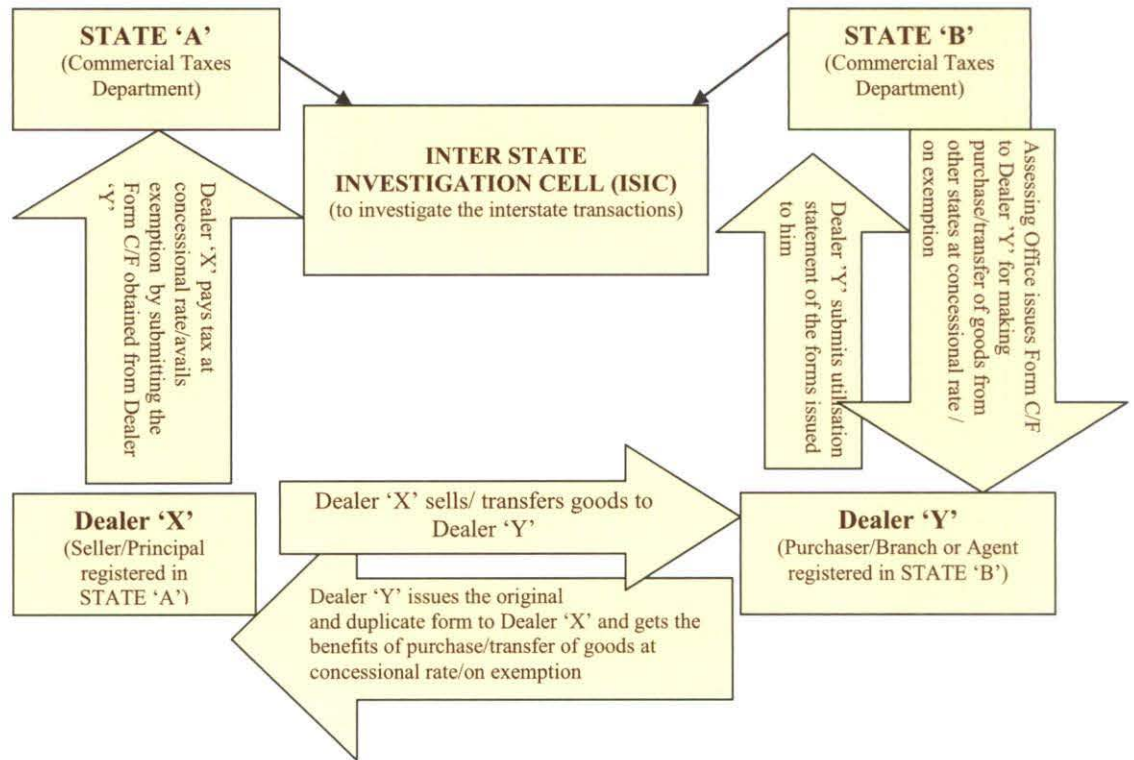 STATE ‘A’
(Commercial Taxes
Department)
STATE ‘B’
(Commercial Taxes
Department)
INTER STATE
INVESTIGATION CELL (ISIC)
(to investigate the interstate transactions)
Dealer ‘X’ pays tax at
concessional rate/avails
exemption by submitting the
Form C/F obtained from Dealer
‘Y’
Dealer ’Y’ submits utilisation
statement of the forms issued
to him
Assessing Office issues Form C/F
to Dealer ’Y’ for making
purchase/transfer of goods from
other states at concessional rate /
on exemption
Dealer ‘X’
(Seller/Principal
registered in
STATE ‘A’)
Dealer ‘X’ sells/ transfers goods to
Dealer ‘Y’
Dealer ‘Y’
(Purchaser/Branch or Agent
registered in STATE ‘B’)
Dealer ‘Y’ issues the original
and duplicate form to Dealer ‘X’ and gets the
benefits of purchase/transfer of goods at
concessional rate/on exemption